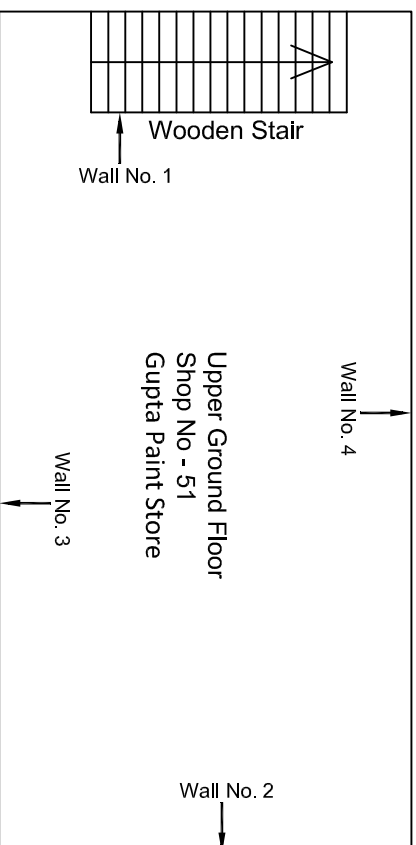 Wooden Stair
Wall No. 1
Wall No. 4
Upper Ground Floor
Shop No - 51
Gupta Paint Store
Wall No. 3
Wall No. 2